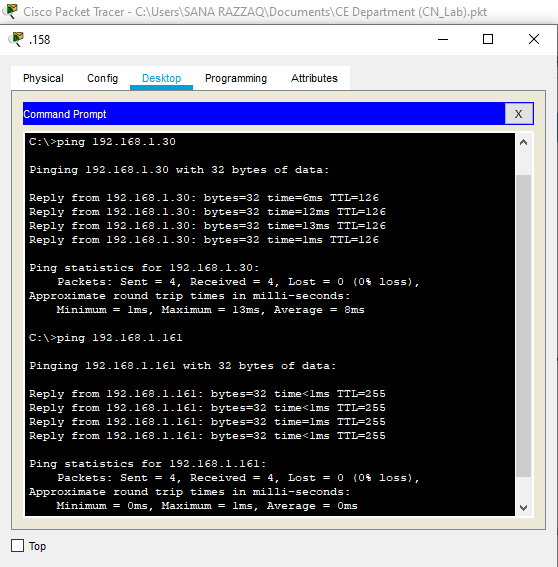 Cisco Packet Tracer - C:\Users\SANA RAZZAQ\Documents\CE Department (CN_Lab).pkt
.158
Physical Config Desktop Programming Attributes
Command Prompt X
C:\>ping 192.168.1.30
Pinging 192.168.1.30 with 32 bytes of data:
Reply from 192.168.1.30: bytes=32 time=6ms TTL=126
Reply from 192.168.1.30: bytes=32 time=12ms TTL=126
Reply from 192.168.1.30: bytes=32 time=13ms TTL=126
Reply from 192.168.1.30: bytes=32 time=1ms TTL=126
Ping statistics for 192.168.1.30:
Packets: Sent = 4, Received = 4, Lost = 0 (0% loss),
Approximate round trip times in milli-seconds:
Minimum = 1ms, Maximum = 13ms, Average = 8ms
C:\>ping 192.168.1.161
Pinging 192.168.1.161 with 32 bytes of data:
Reply from 192.168.1.161: bytes=32 time<1ms TTL=255
Reply from 192.168.1.161: bytes=32 time<1ms TTL=255
Reply from 192.168.1.161: bytes=32 time=1ms TTL=255
Reply from 192.168.1.161: bytes=32 time<1ms TTL=255
Ping statistics for 192.168.1.161:
Packets: Sent = 4, Received = 4, Lost = 0 (0% loss),
Approximate round trip times in milli-seconds:
Minimum = 0ms, Maximum = 1ms, Average = 0ms
Top